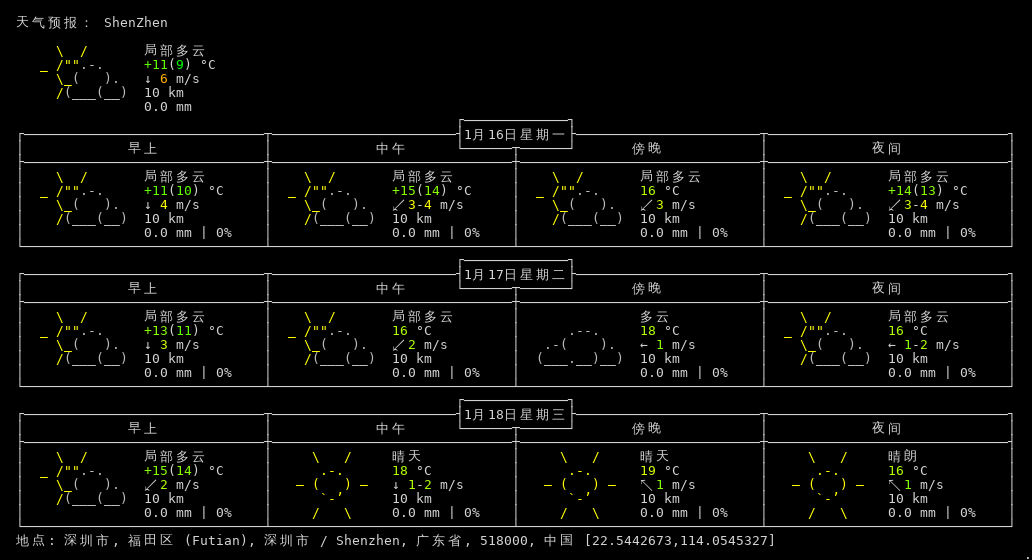 天气预报： ShenZhen
局部多云
+11(9) °C
↓ 6 m/s
10 km
0.0 mm
1月16日星期一
早上 中午 傍晚 夜间
局部多云 局部多云 局部多云 局部多云
+11(10) °C +15(14) °C 16 °C +14(13) °C
↓ 4 m/s ↙ 3-4 m/s ↙ 3 m/s ↙ 3-4 m/s
10 km 10 km 10 km 10 km
0.0 mm | 0% 0.0 mm | 0% 0.0 mm | 0% 0.0 mm | 0%
1月17日星期二
早上 中午 傍晚 夜间
局部多云 局部多云 多云 局部多云
+13(11) °C 16 °C 18 °C 16 °C
↓ 3 m/s ↙ 2 m/s ← 1 m/s ← 1-2 m/s
10 km 10 km 10 km 10 km
0.0 mm | 0% 0.0 mm | 0% 0.0 mm | 0% 0.0 mm | 0%
1月18日星期三
早上 中午 傍晚 夜间
局部多云 晴天 晴天 晴朗
+15(14) °C 18 °C 19 °C 16 °C
↙ 2 m/s ↓ 1-2 m/s ↖ 1 m/s ↖ 1 m/s
10 km 10 km 10 km 10 km
0.0 mm | 0% 0.0 mm | 0% 0.0 mm | 0% 0.0 mm | 0%
地点: 深圳市, 福田区 (Futian), 深圳市 / Shenzhen, 广东省, 518000, 中国 [22.5442673,114.0545327]